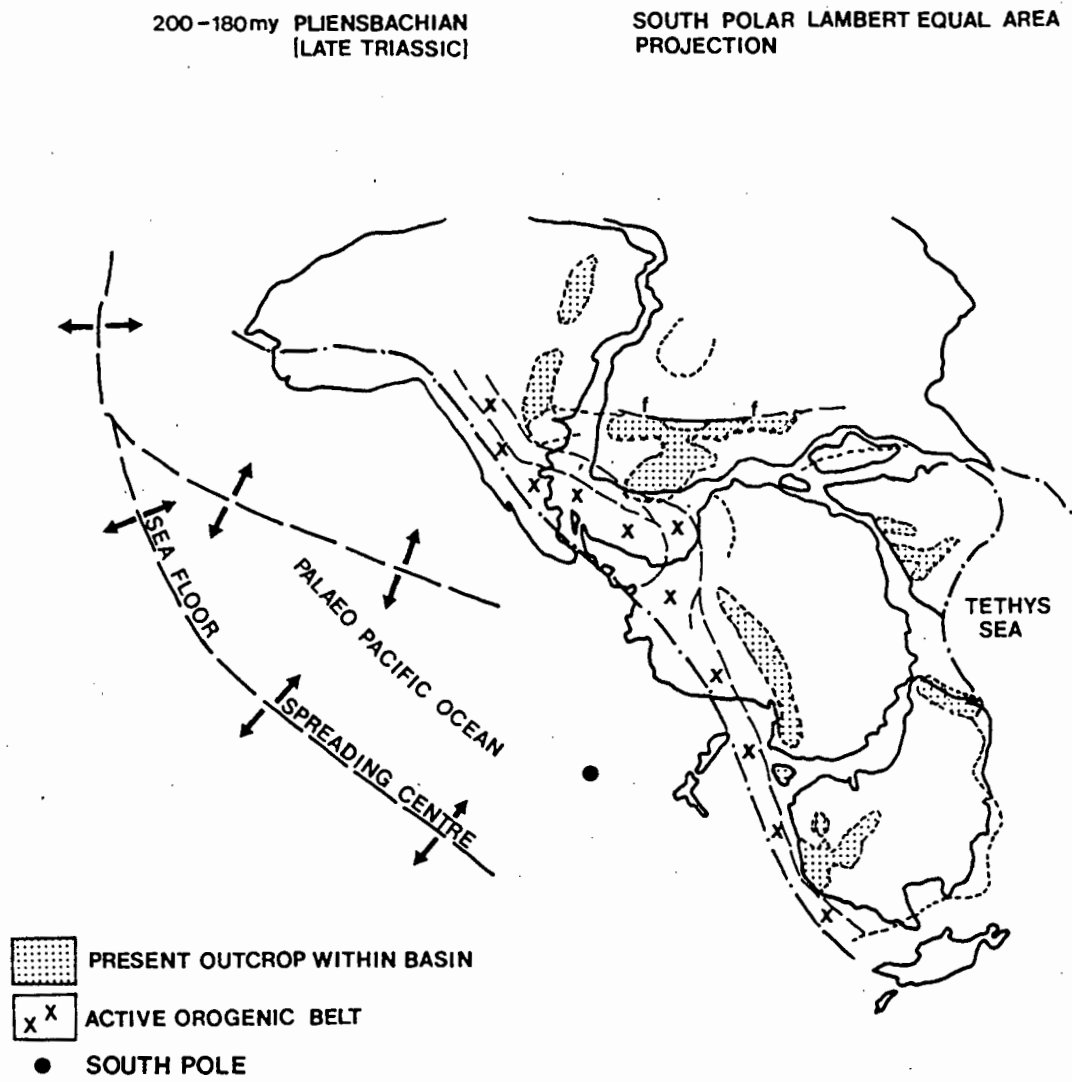 200-180my PLIENSBACHIAN
[LATE TRIASSIC]
SOUTH POLAR LAMBERT EQUAL AREA
PROJECTION
f f
SEA FLOOR
SPREADING CENTRE
PALAEO PACIFIC OCEAN
TETHYS
SEA
PRESENT OUTCROP WITHIN BASIN
X X ACTIVE OROGENIC BELT
SOUTH POLE